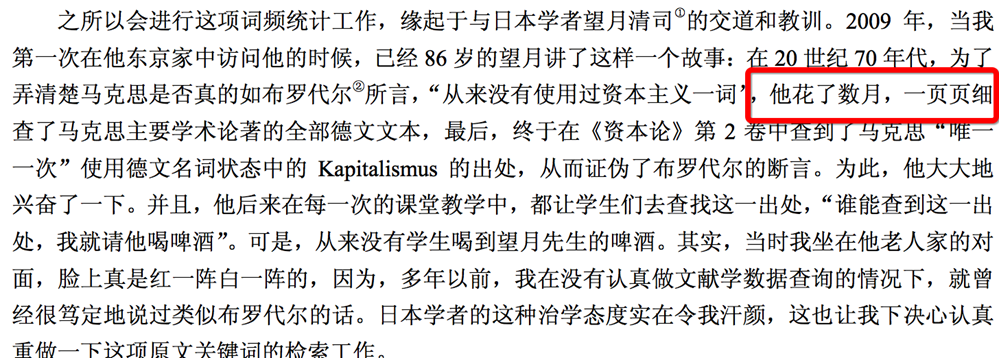 之所以会进行这项词频统计工作，缘起于与日本学者望月清司①的交道和教训。2009 年，当我
第一次在他东京家中访问他的时候，已经 86 岁的望月讲了这样一个故事：在 20 世纪 70 年代，为了
弄清楚马克思是否真的如布罗代尔②所言，“从来没有使用过资本主义一词”，他花了数月，一页页细
查了马克思主要学术论著的全部德文文本，最后，终于在《资本论》第 2 卷中查到了马克思“唯一
一次”使用德文名词状态中的 Kapitalismus 的出处，从而证伪了布罗代尔的断言。为此，他大大地
兴奋了一下。并且，他后来在每一次的课堂教学中，都让学生们去查找这一出处，“谁能查到这一出
处，我就请他喝啤酒”。可是，从来没有学生喝到望月先生的啤酒。其实，当时我坐在他老人家的对
面，脸上真是红一阵白一阵的，因为，多年以前，我在没有认真做文献学数据查询的情况下，就曾
经很笃定地说过类似布罗代尔的话。日本学者的这种治学态度实在令我汗颜，这也让我下决心认真
重做一下这项原文关键词的检索工作。